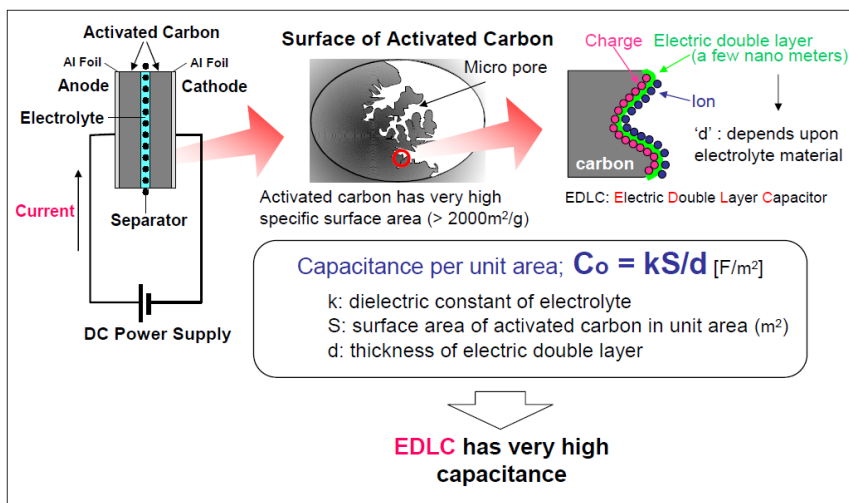 Activated Carbon
Al Foil
Al Foil
Anode
Cathode
Electrolyte
Current
Separator
DC Power Supply
Surface of Activated Carbon
Micro pore
Activated carbon has very high
specific surface area (> 2000m²/g)
Charge
Electric double layer
(a few nano meters)
Ion
'd' : depends upon
electrolyte material
carbon
EDLC: Electric Double Layer Capacitor
Capacitance per unit area; Co = kS/d [F/m²]
k: dielectric constant of electrolyte
S: surface area of activated carbon in unit area (m²)
d: thickness of electric double layer
EDLC has very high
capacitance